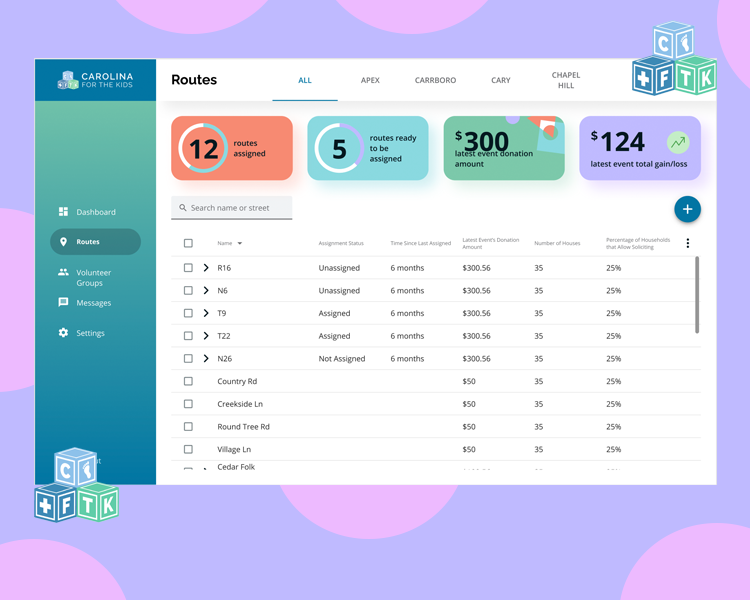 CAROLINA
FOR THE KIDS
Routes
ALL
APEX
CARRBORO
CARY
CHAPEL
HILL
C
F T K
12
routes
assigned
5
routes ready
to be
assigned
$300
latest event donation
amount
$124
latest event total gain/loss
Dashboard
Routes
Volunteer
Groups
Messages
Settings
Search name or street
+
Name
Assignment Status
Time Since Last Assigned
Latest Event's Donation
Amount
Number of Houses
Percentage of Households
that Allow Soliciting
R16 Unassigned 6 months $300.56 35 25%
N6 Unassigned 6 months $300.56 35 25%
T9 Assigned 6 months $300.56 35 25%
T22 Assigned 6 months $300.56 35 25%
N26 Not Assigned 6 months $300.56 35 25%
Country Rd $50 35 25%
Creekside Ln $50 35 25%
Round Tree Rd $50 35 25%
Village Ln $50 35 25%
Cedar Folk
C
F T K